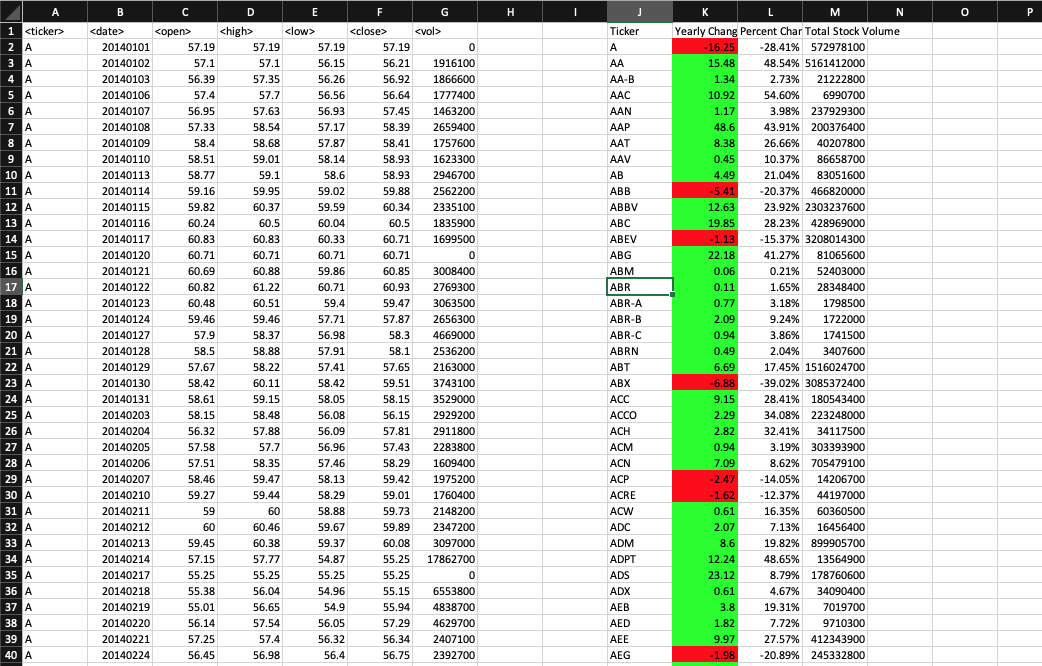 A B C D E F G H I J K L M N O P
1 <ticker> <date> <open> <high> <low> <close> <vol> Ticker Yearly Chang Percent Char Total Stock Volume
2 A 20140101 57.19 57.19 57.19 57.19 0 A -16.25 -28.41% 572978100
3 A 20140102 57.1 57.1 56.15 56.21 1916100 AA 15.48 48.54% 5161412000
4 A 20140103 56.39 57.35 56.26 56.92 1866600 AA-B 1.34 2.73% 21222800
5 A 20140106 57.4 57.7 56.56 56.64 1777400 AAC 10.92 54.60% 6990700
6 A 20140107 56.95 57.63 56.93 57.45 1463200 AAN 1.17 3.98% 237929300
7 A 20140108 57.33 58.54 57.17 58.39 2659400 AAP 48.6 43.91% 200376400
8 A 20140109 58.4 58.68 57.87 58.41 1757600 AAT 8.38 26.66% 40207800
9 A 20140110 58.51 59.01 58.14 58.93 1623300 AAV 0.45 10.37% 86658700
10 A 20140113 58.77 59.1 58.6 58.93 2946700 AB 4.49 21.04% 83051600
11 A 20140114 59.16 59.95 59.02 59.88 2562200 ABB -5.41 -20.37% 466820000
12 A 20140115 59.82 60.37 59.59 60.34 2335100 ABBV 12.63 23.92% 2303237600
13 A 20140116 60.24 60.5 60.04 60.5 1835900 ABC 19.85 28.23% 428969000
14 A 20140117 60.83 60.83 60.33 60.71 1699500 ABEV -1.13 -15.37% 3208014300
15 A 20140120 60.71 60.71 60.71 60.71 0 ABG 22.18 41.27% 81065600
16 A 20140121 60.69 60.88 59.86 60.85 3008400 ABM 0.06 0.21% 52403000
17 A 20140122 60.82 61.22 60.71 60.93 2769300 ABR 0.11 1.65% 28348400
18 A 20140123 60.48 60.51 59.4 59.47 3063500 ABR-A 0.77 3.18% 1798500
19 A 20140124 59.46 59.46 57.71 57.87 2656300 ABR-B 2.09 9.24% 1722000
20 A 20140127 57.9 58.37 56.98 58.3 4669000 ABR-C 0.94 3.86% 1741500
21 A 20140128 58.5 58.88 57.91 58.1 2536200 ABRN 0.49 2.04% 3407600
22 A 20140129 57.67 58.22 57.41 57.65 2163000 ABT 6.69 17.45% 1516024700
23 A 20140130 58.42 60.11 58.42 59.51 3743100 ABX -6.88 -39.02% 3085372400
24 A 20140131 58.61 59.15 58.05 58.15 3529000 ACC 9.15 28.41% 180543400
25 A 20140203 58.15 58.48 56.08 56.15 2929200 ACCO 2.29 34.08% 223248000
26 A 20140204 56.32 57.88 56.09 57.81 2911800 ACH 2.82 32.41% 34117500
27 A 20140205 57.58 57.7 56.96 57.43 2283800 ACM 0.94 3.19% 303393900
28 A 20140206 57.51 58.35 57.46 58.29 1609400 ACN 7.09 8.62% 705479100
29 A 20140207 58.46 59.47 58.13 59.42 1975200 ACP -2.47 -14.05% 14206700
30 A 20140210 59.27 59.44 58.29 59.01 1760400 ACRE -1.62 -12.37% 44197000
31 A 20140211 59 60 58.88 59.73 2148200 ACW 0.61 16.35% 60360500
32 A 20140212 60 60.46 59.67 59.89 2347200 ADC 2.07 7.13% 16456400
33 A 20140213 59.45 60.38 59.37 60.08 3097000 ADM 8.6 19.82% 899905700
34 A 20140214 57.15 57.77 54.87 55.25 17862700 ADPT 12.24 48.65% 13564900
35 A 20140217 55.25 55.25 55.25 55.25 0 ADS 23.12 8.79% 178760600
36 A 20140218 55.38 56.04 54.96 55.15 6553800 ADX 0.61 4.67% 34090400
37 A 20140219 55.01 56.65 54.9 55.94 4838700 AEB 3.8 19.31% 7019700
38 A 20140220 56.14 57.54 56.05 57.29 4629700 AED 1.82 7.72% 9710300
39 A 20140221 57.25 57.4 56.32 56.34 2407100 AEE 9.97 27.57% 412343900
40 A 20140224 56.45 56.98 56.4 56.75 2392700 AEG -1.98 -20.89% 245332800